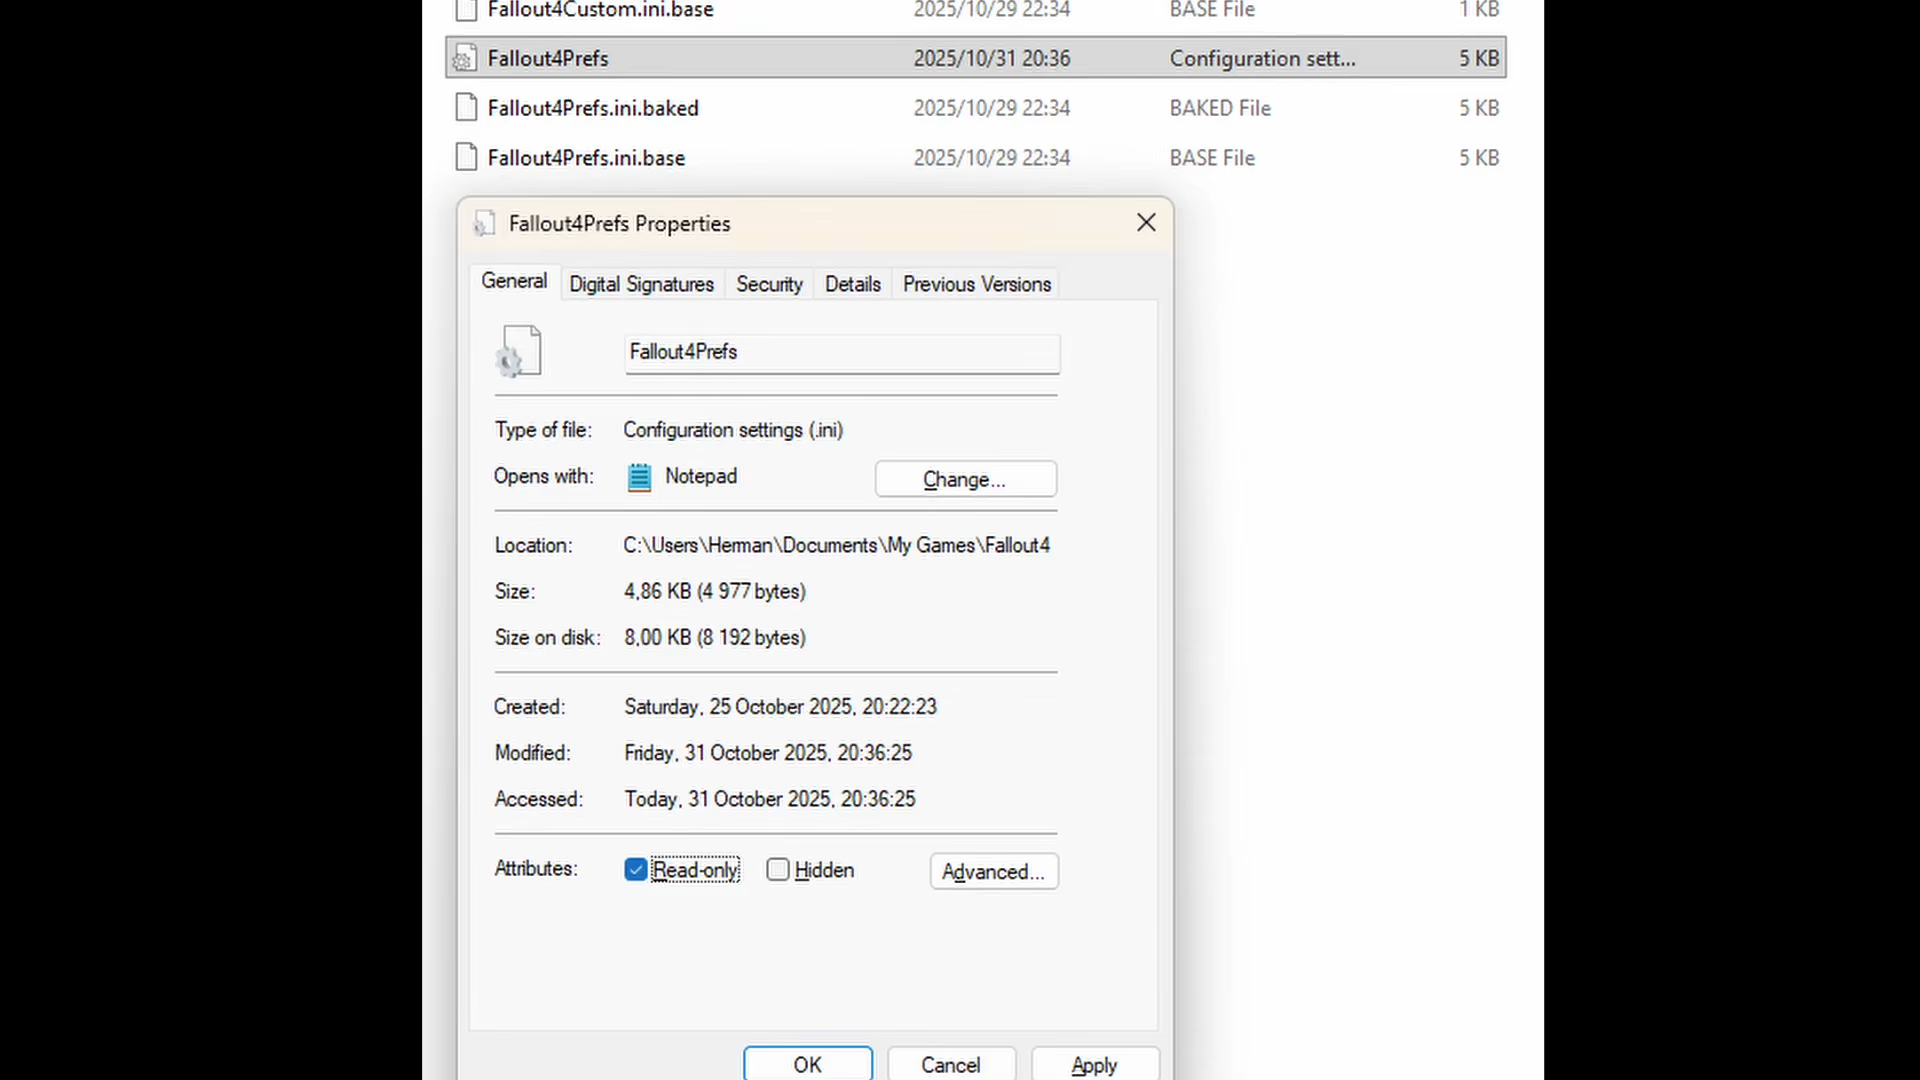 Fallout4Custom.ini.base 2025/10/29 22:34 BASE File 1 KB
Fallout4Prefs 2025/10/31 20:36 Configuration sett... 5 KB
Fallout4Prefs.ini.baked 2025/10/29 22:34 BAKED File 5 KB
Fallout4Prefs.ini.base 2025/10/29 22:34 BASE File 5 KB
Fallout4Prefs Properties
General Digital Signatures Security Details Previous Versions
Fallout4Prefs
Type of file: Configuration settings (.ini)
Opens with: Notepad Change...
Location: C:\Users\Herman\Documents\My Games\Fallout4
Size: 4,86 KB (4 977 bytes)
Size on disk: 8,00 KB (8 192 bytes)
Created: Saturday, 25 October 2025, 20:22:23
Modified: Friday, 31 October 2025, 20:36:25
Accessed: Today, 31 October 2025, 20:36:25
Attributes: Read-only Hidden Advanced...
OK Cancel Apply